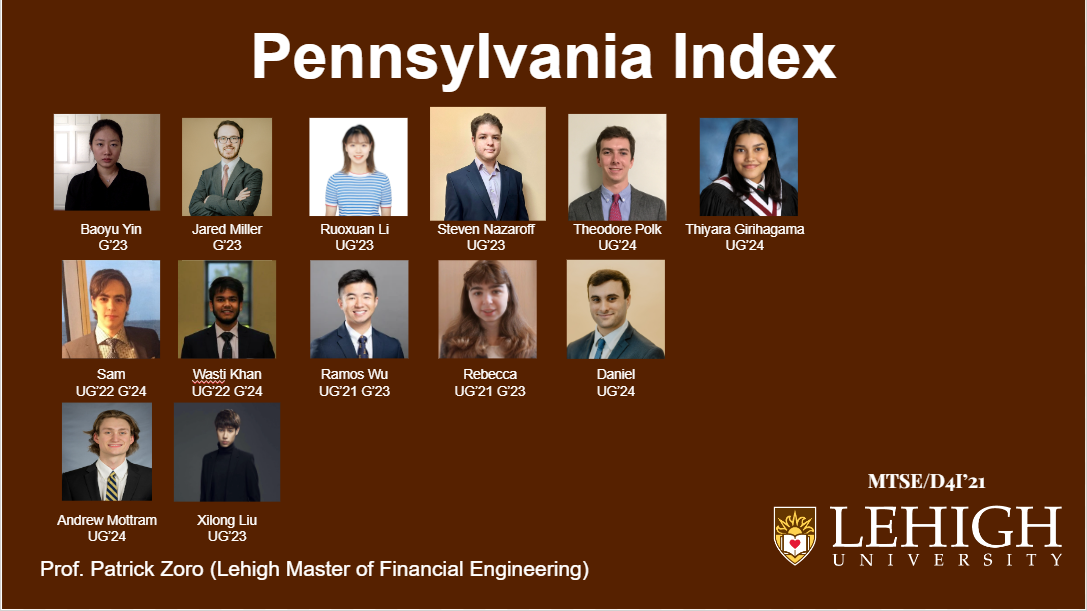 Pennsylvania Index
Baoyu Yin
G'23
Jared Miller
G'23
Ruoxuan Li
UG'23
Steven Nazaroff
UG'23
Theodore Polk
UG'24
Thiyara Girihagama
UG'24
Sam
UG'22 G'24
Wasti Khan
UG'22 G'24
Ramos Wu
UG'21 G'23
Rebecca
UG'21 G'23
Daniel
UG'24
Andrew Mottram
UG'24
Xilong Liu
UG'23
MTSE/D4I'21
LEHIGH
UNIVERSITY
Prof. Patrick Zoro (Lehigh Master of Financial Engineering)